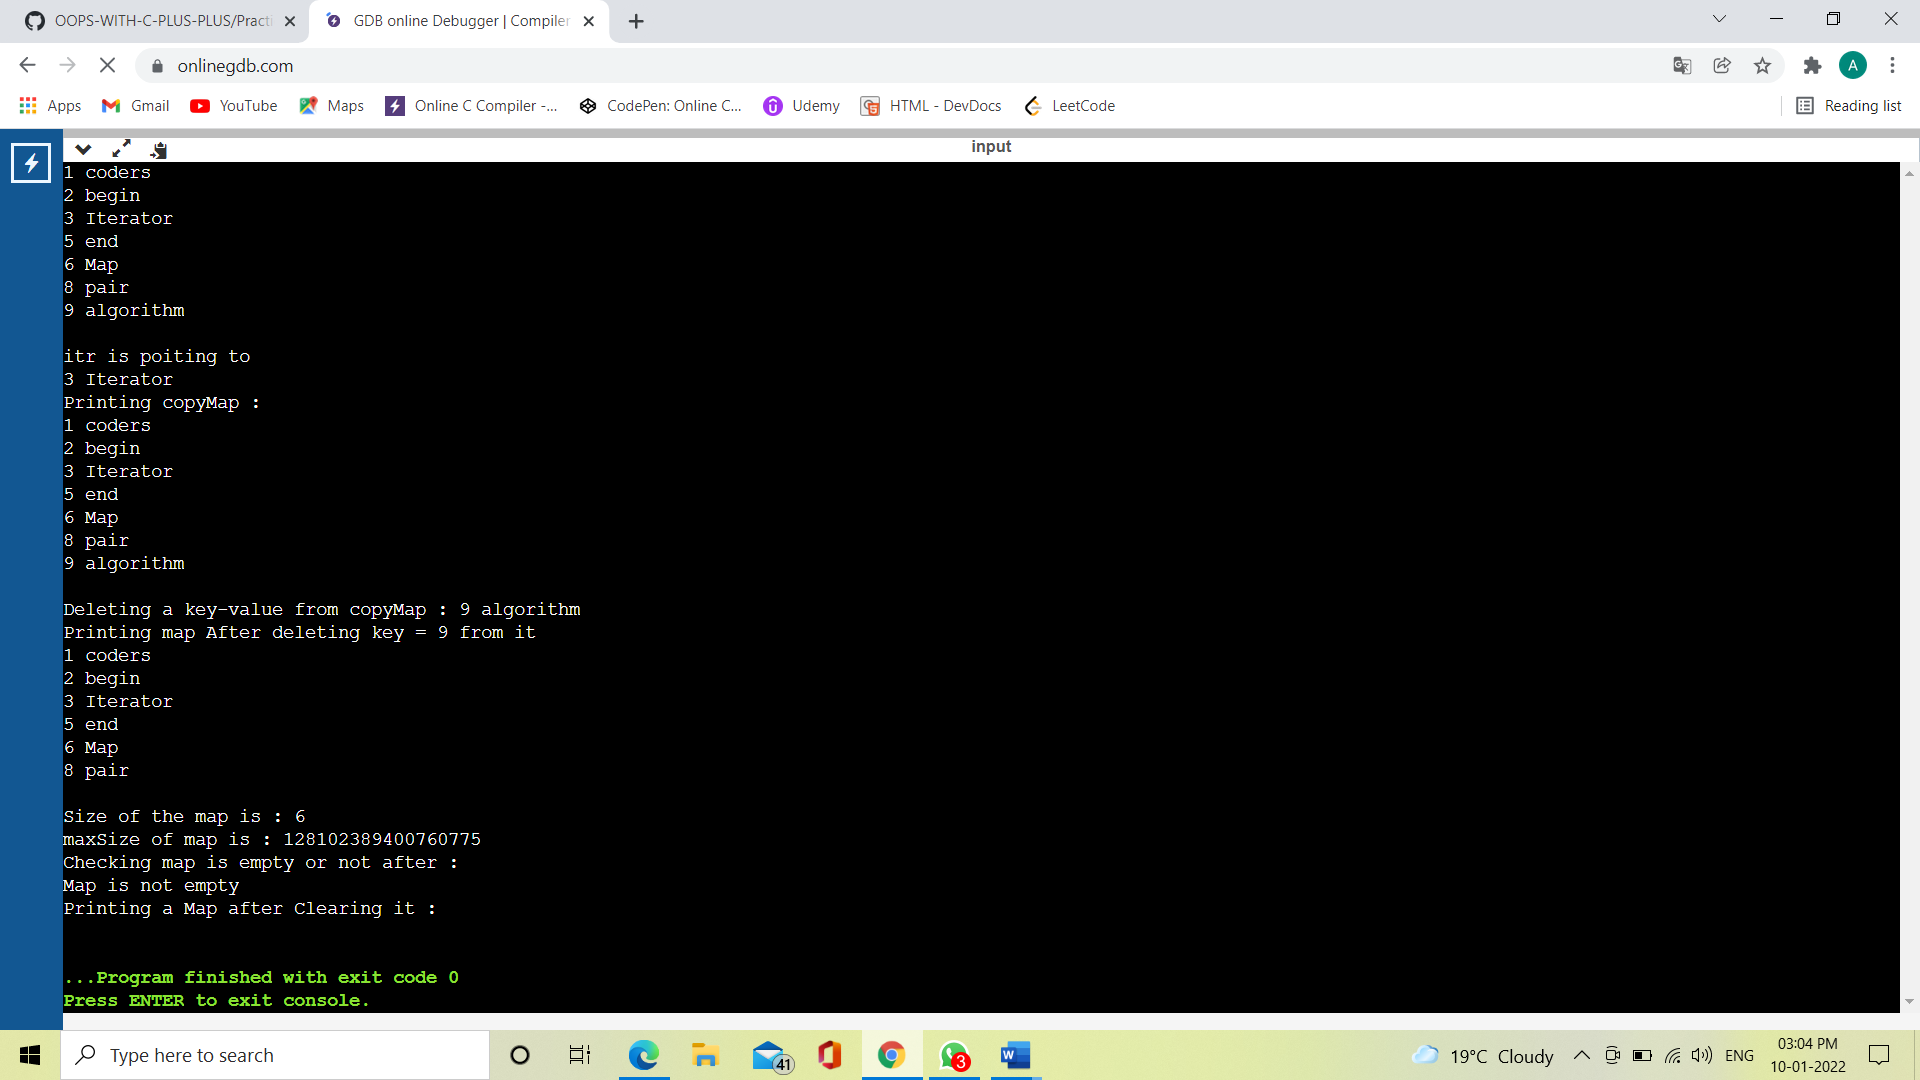 OOPS-WITH-C-PLUS-PLUS/Practi
GDB online Debugger | Compiler
onlinegdb.com
A
Apps
Gmail
YouTube
Maps
Online C Compiler -...
CodePen: Online C...
Udemy
HTML - DevDocs
LeetCode
Reading list
input
1 coders
2 begin
3 Iterator
5 end
6 Map
8 pair
9 algorithm
itr is poiting to
3 Iterator
Printing copyMap :
1 coders
2 begin
3 Iterator
5 end
6 Map
8 pair
9 algorithm
Deleting a key-value from copyMap : 9 algorithm
Printing map After deleting key = 9 from it
1 coders
2 begin
3 Iterator
5 end
6 Map
8 pair
Size of the map is : 6
maxSize of map is : 128102389400760775
Checking map is empty or not after :
Map is not empty
Printing a Map after Clearing it :
...Program finished with exit code 0
Press ENTER to exit console.
Type here to search
41
3
W
19°C Cloudy
ENG
03:04 PM
10-01-2022